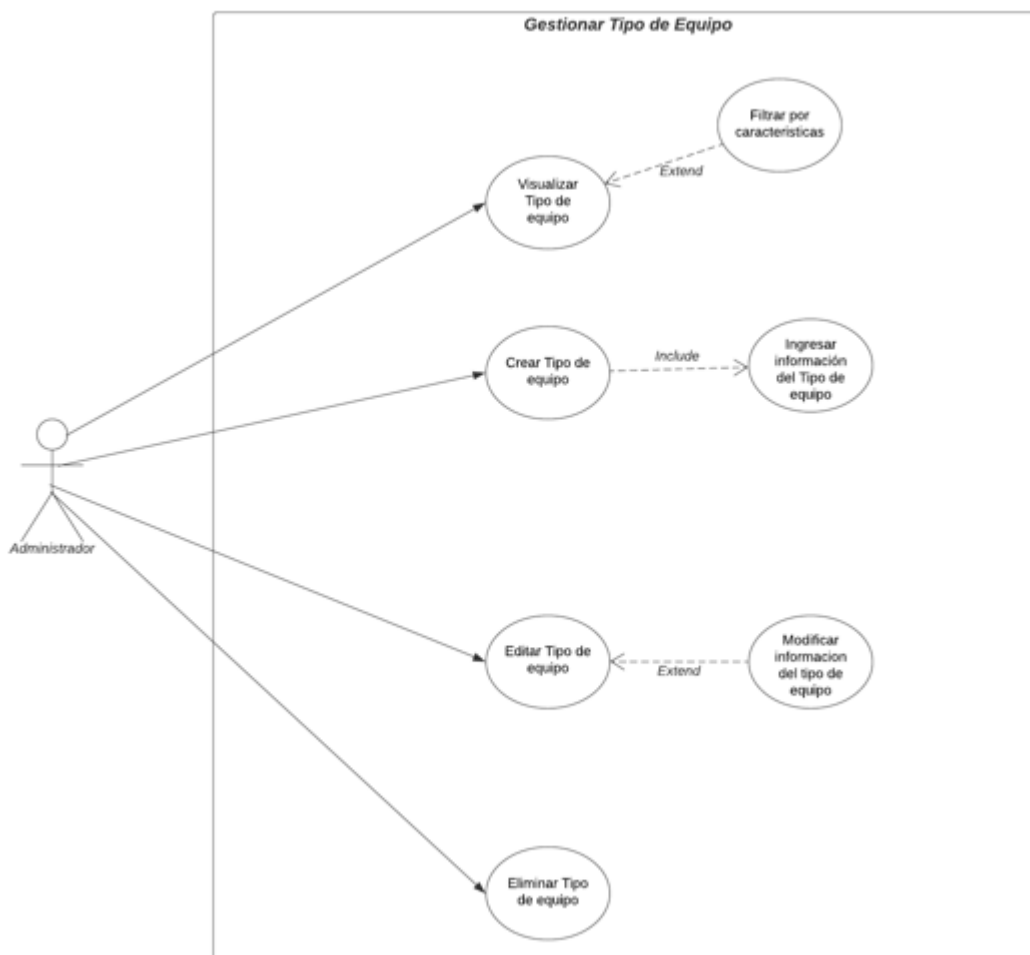 Gestionar Tipo de Equipo
Filtrar por
caracteristicas
Extend
Visualizar
Tipo de
equipo
Crear Tipo de
equipo
Include
Ingresar
información
del Tipo de
equipo
Administrador
Editar Tipo de
equipo
Extend
Modificar
informacion
del tipo de
equipo
Eliminar Tipo
de equipo